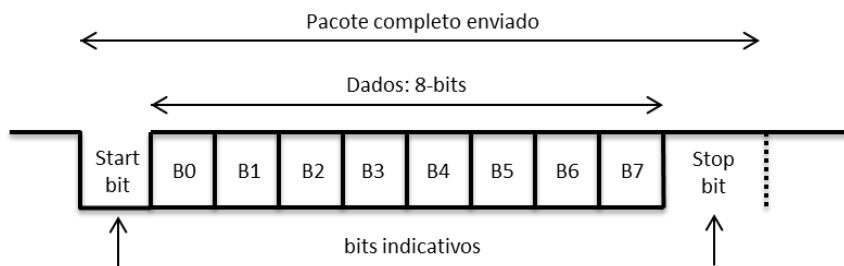 Pacote completo enviado
Dados: 8-bits
Start
bit
B0 B1 B2 B3 B4 B5 B6 B7
Stop
bit
bits indicativos